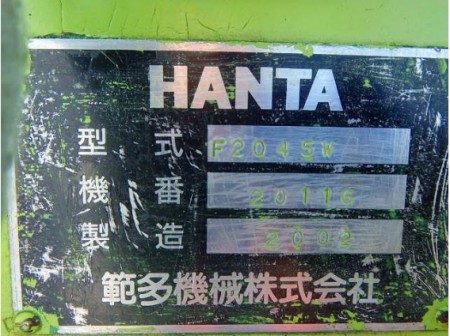 HANTA
型式 F2045W
機番 20116
製造 2002
範多機械株式会社